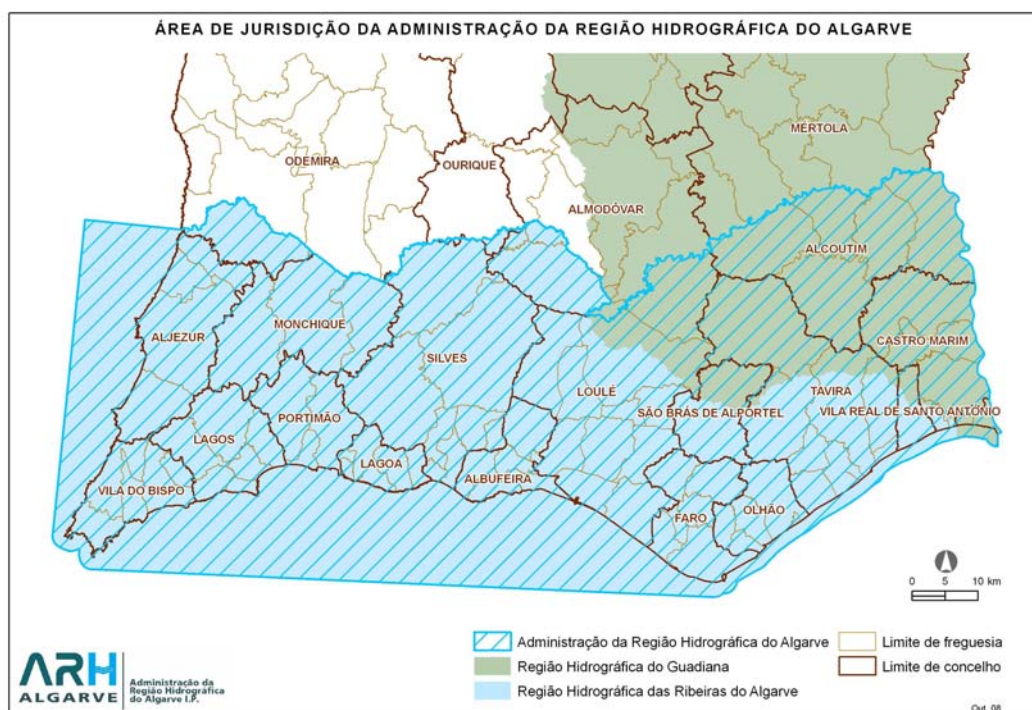 ÁREA DE JURISDIÇÃO DA ADMINISTRAÇÃO DA REGIÃO HIDROGRÁFICA DO ALGARVE
MÉRTOLA
ODEMIRA
OURIQUE
ALMODÔVAR
ALCOUTIM
ALJEZUR
MONCHIQUE
CASTRO MARIM
SILVES
LOULÉ
TAVIRA
SÃO BRÁS DE ALPORTEL
VILA REAL DE SANTO ANTÓNIO
PORTIMÃO
LAGOS
LAGOA
ALBUFEIRA
VILA DO BISPO
FARO
OLHÃO
0 5 10 km
Administração da Região Hidrográfica do Algarve
Limite de freguesia
Região Hidrográfica do Guadiana
Limite de concelho
Região Hidrográfica das Ribeiras do Algarve
ARH
ALGARVE
Administração da
Região Hidrográfica
do Algarve I.P.
Out. 08